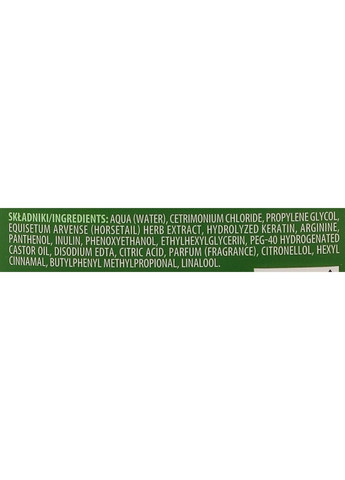 SKŁADNIKI/INGREDIENTS: AQUA (WATER), CETRIMONIUM CHLORIDE, PROPYLENE GLYCOL,
EQUISETUM ARVENSE (HORSETAIL) HERB EXTRACT, HYDROLYZED KERATIN, ARGININE,
PANTHENOL, INULIN, PHENOXYETHANOL, ETHYLHEXYLGLYCERIN, PEG-40 HYDROGENATED
CASTOR OIL, DISODIUM EDTA, CITRIC ACID, PARFUM (FRAGRANCE), CITRONELLOL, HEXYL
CINNAMAL, BUTYLPHENYL METHYLPROPIONAL, LINALOOL.